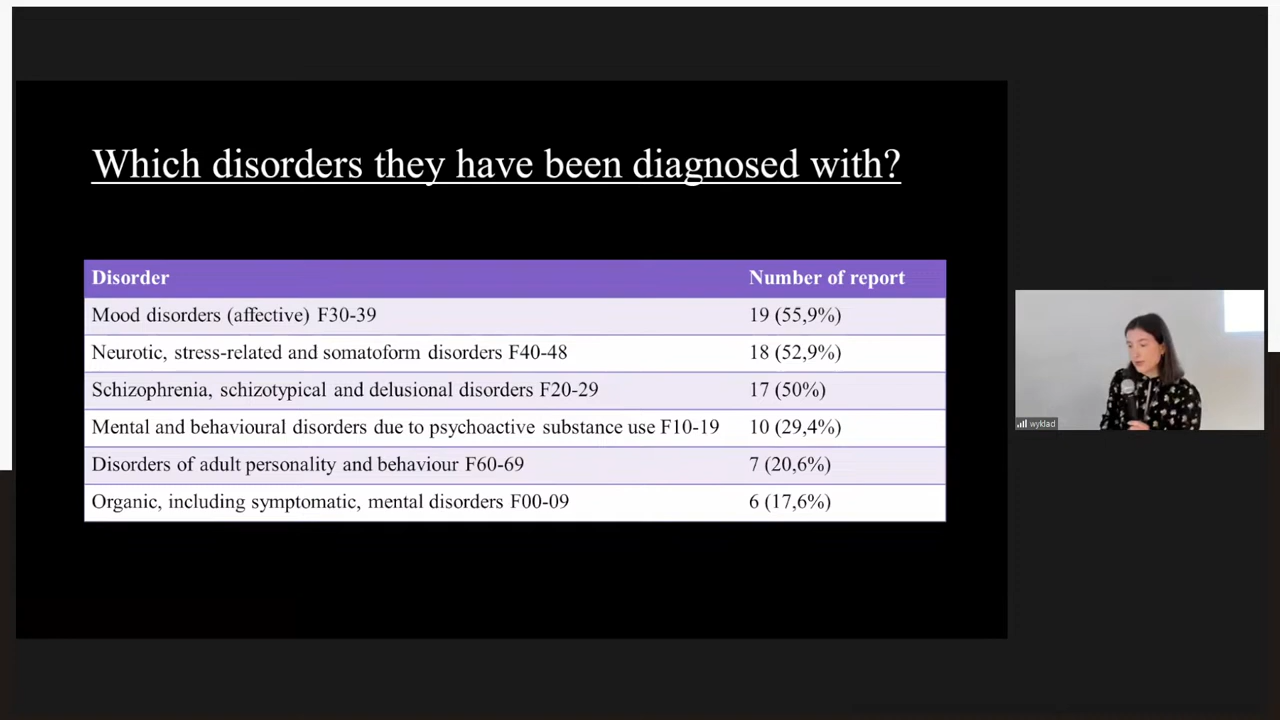 Which disorders they have been diagnosed with?
Disorder Number of report
Mood disorders (affective) F30-39 19 (55,9%)
Neurotic, stress-related and somatoform disorders F40-48 18 (52,9%)
Schizophrenia, schizotypical and delusional disorders F20-29 17 (50%)
Mental and behavioural disorders due to psychoactive substance use F10-19 10 (29,4%)
Disorders of adult personality and behaviour F60-69 7 (20,6%)
Organic, including symptomatic, mental disorders F00-09 6 (17,6%)
wykład